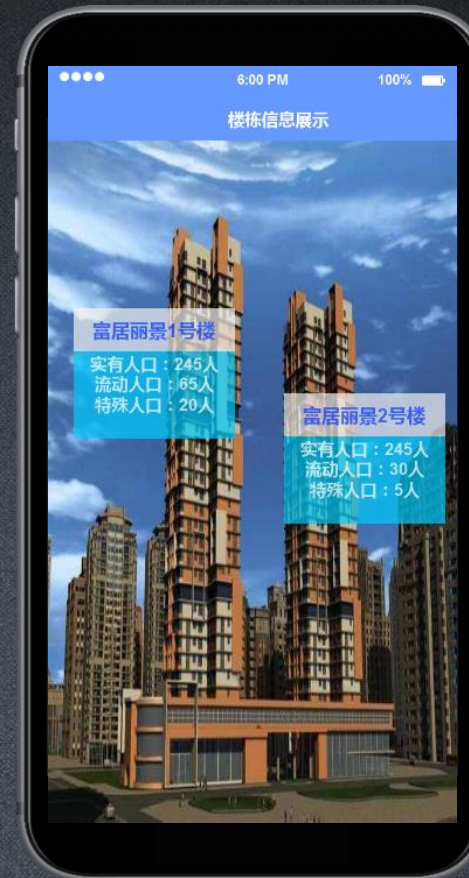 6:00 PM
100%
楼栋信息展示
富居丽景1号楼
实有人口：245人
流动人口：65人
特殊人口：20人
富居丽景2号楼
实有人口：245人
流动人口：30人
特殊人口：5人